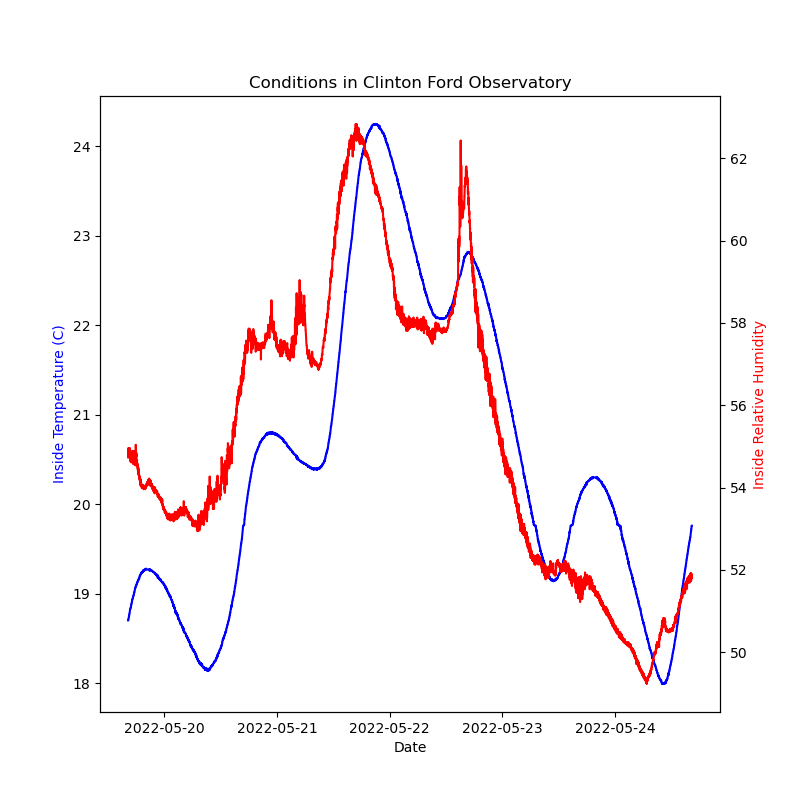 Conditions in Clinton Ford Observatory
24
23
22
21
20
19
18
Inside Temperature (C)
62
60
58
56
54
52
50
Inside Relative Humidity
2022-05-20 2022-05-21 2022-05-22 2022-05-23 2022-05-24
Date